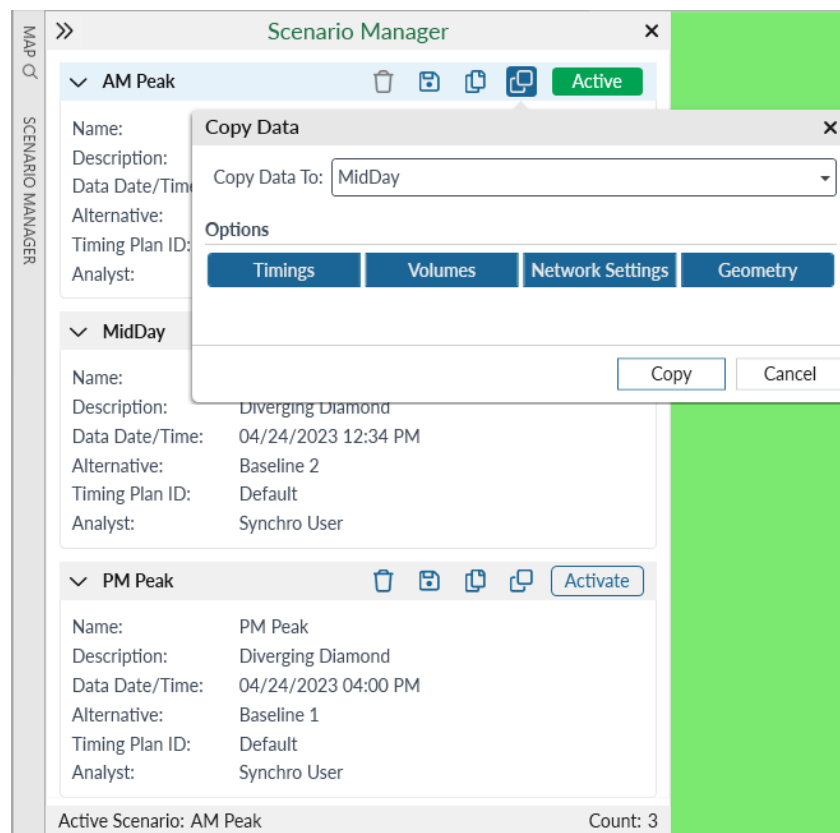 MAP
SCENARIO MANAGER
Scenario Manager
AM Peak
Active
Name:
Description:
Data Date/Time
Alternative:
Timing Plan ID:
Analyst:
Copy Data
Copy Data To:
MidDay
Options
Timings
Volumes
Network Settings
Geometry
Copy
Cancel
MidDay
Name:
Description: Diverging Diamond
Data Date/Time: 04/24/2023 12:34 PM
Alternative: Baseline 2
Timing Plan ID: Default
Analyst: Synchro User
PM Peak
Activate
Name: PM Peak
Description: Diverging Diamond
Data Date/Time: 04/24/2023 04:00 PM
Alternative: Baseline 1
Timing Plan ID: Default
Analyst: Synchro User
Active Scenario: AM Peak
Count: 3